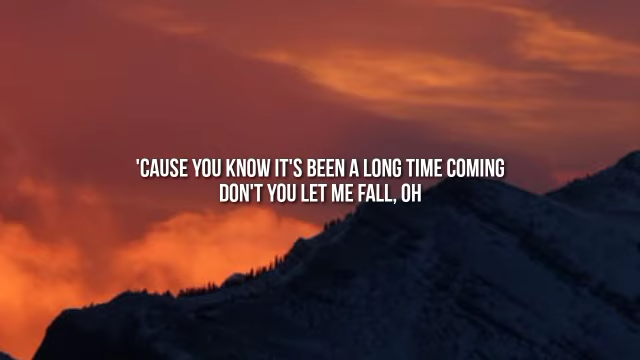 'CAUSE YOU KNOW IT'S BEEN A LONG TIME COMING
DON'T YOU LET ME FALL, OH